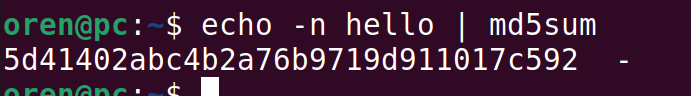 oren@pc:~$ echo -n hello | md5sum
5d41402abc4b2a76b9719d911017c592  -
oren@pc:~$